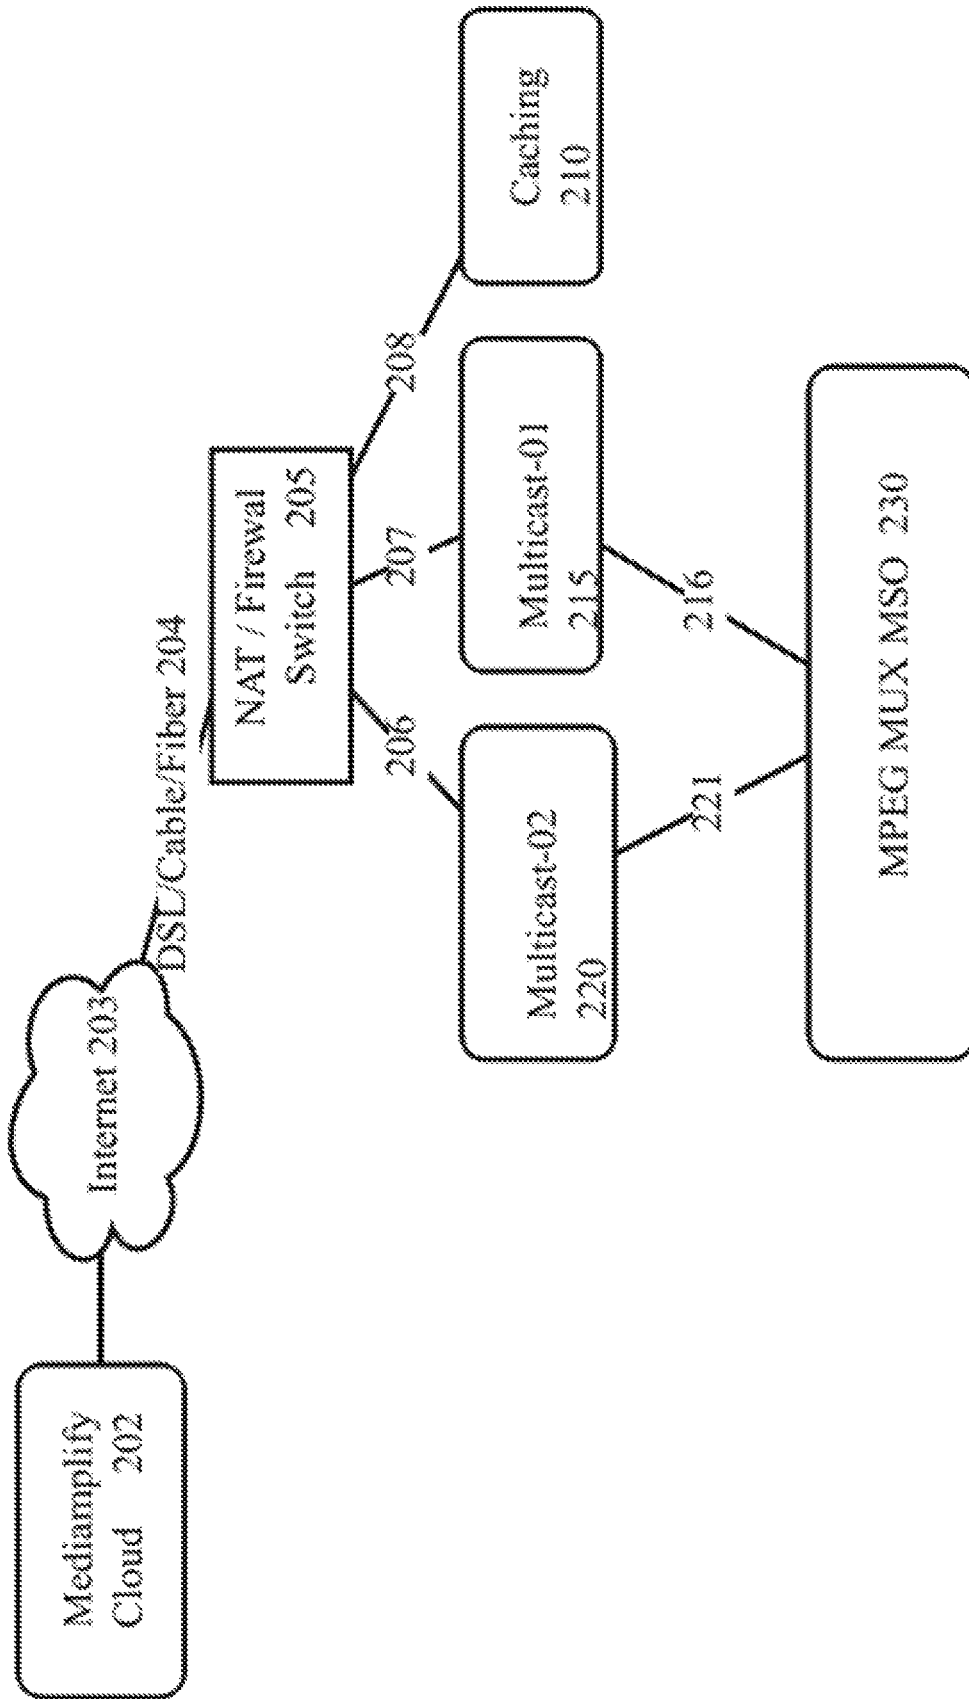 Mediamplify
Cloud 202
Internet 203
DSL/Cable/Fiber 204
NAT / Firewal
Switch 205
206
207
208
Multicast-02
220
Multicast-01
215
Caching
210
221
216
MPEG MUX MSO 230